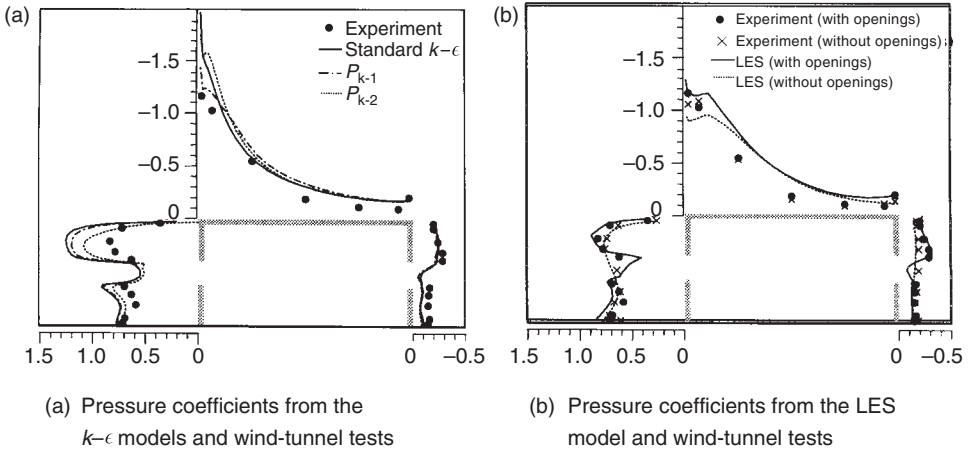 (a)
Experiment
Standard k–ϵ
Pk-1
Pk-2
–1.5
–1.0
–0.5
0
1.5 1.0 0.5 0 0 –0.5
(b)
Experiment (with openings)
Experiment (without openings)
LES (with openings)
LES (without openings)
–1.5
–1.0
–0.5
0
1.5 1.0 0.5 0 0 –0.5
(a) Pressure coefficients from the
k–ϵ models and wind-tunnel tests
(b) Pressure coefficients from the LES
model and wind-tunnel tests